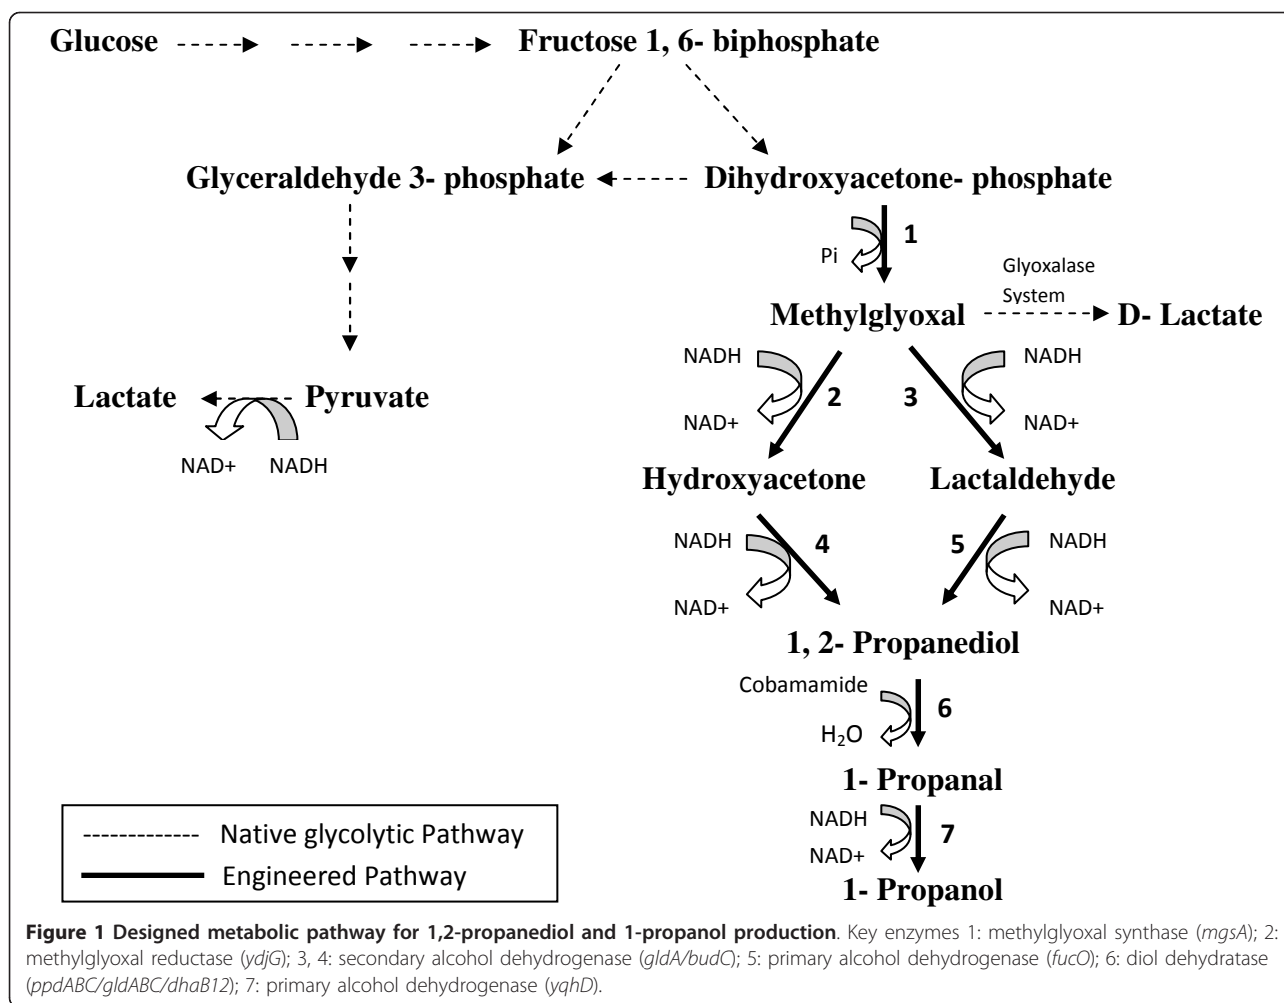 Glucose
Fructose 1, 6- biphosphate
Glyceraldehyde 3- phosphate
Dihydroxyacetone- phosphate
1
Pi
Glyoxalase
System
Methylglyoxal
D- Lactate
NADH
NADH
2
3
NAD+
NAD+
Lactate
Pyruvate
NAD+
NADH
Hydroxyacetone
Lactaldehyde
NADH
4
5
NADH
NAD+
NAD+
1, 2- Propanediol
Cobamamide
6
H₂O
1- Propanal
NADH
7
NAD+
1- Propanol
Native glycolytic Pathway
Engineered Pathway
Figure 1 Designed metabolic pathway for 1,2-propanediol and 1-propanol production. Key enzymes 1: methylglyoxal synthase (mgsA); 2:
methylglyoxal reductase (ydjG); 3, 4: secondary alcohol dehydrogenase (gldA/budC); 5: primary alcohol dehydrogenase (fucO); 6: diol dehydratase
(ppdABC/gldABC/dhaB12); 7: primary alcohol dehydrogenase (yqhD).